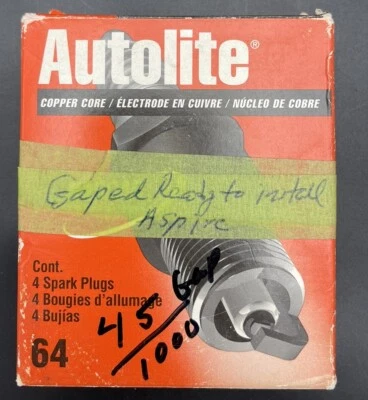 Autolite®
COPPER CORE / ÉLECTRODE EN CUIVRE / NÚCLEO DE COBRE
Gaped Ready to install
Aspire
Cont.
4 Spark Plugs
4 Bougies d'allumage
4 Bujías
45 Gap
1000
64